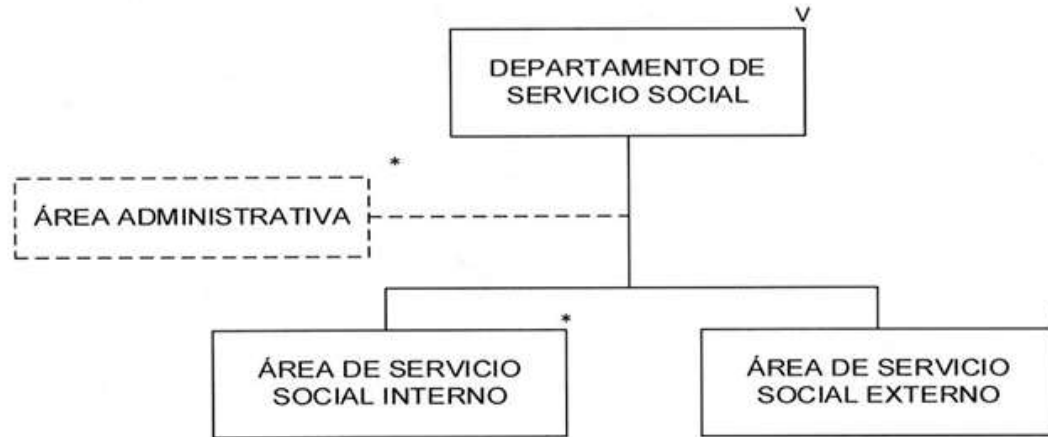 V
DEPARTAMENTO DE
SERVICIO SOCIAL
*
ÁREA ADMINISTRATIVA
*
ÁREA DE SERVICIO
SOCIAL INTERNO
ÁREA DE SERVICIO
SOCIAL EXTERNO